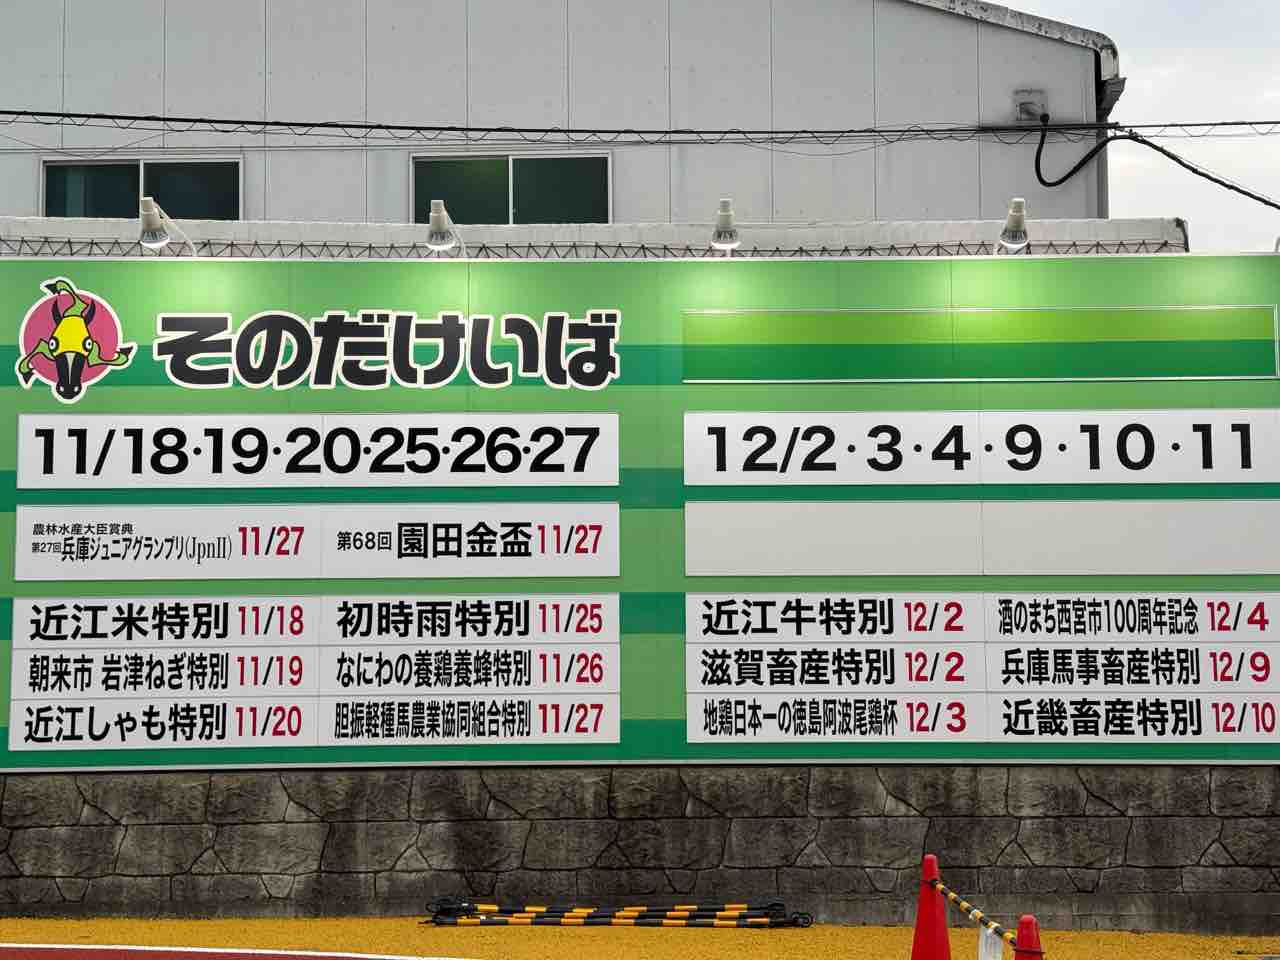 そのだけいば
11/18・19・20・25・26・27
農林水産大臣賞典
第27回兵庫ジュニアグランプリ(JpnII) 11/27
第68回 園田金盃 11/27
近江米特別 11/18
初時雨特別 11/25
朝来市 岩津ねぎ特別 11/19
なにわの養鶏養蜂特別 11/26
近江しゃも特別 11/20
胆振軽種馬農業協同組合特別 11/27
12/2・3・4・9・10・11
近江牛特別 12/2
酒のまち西宮市100周年記念 12/4
滋賀畜産特別 12/2
兵庫馬事畜産特別 12/9
地鶏日本一の徳島阿波尾鶏杯 12/3
近畿畜産特別 12/10